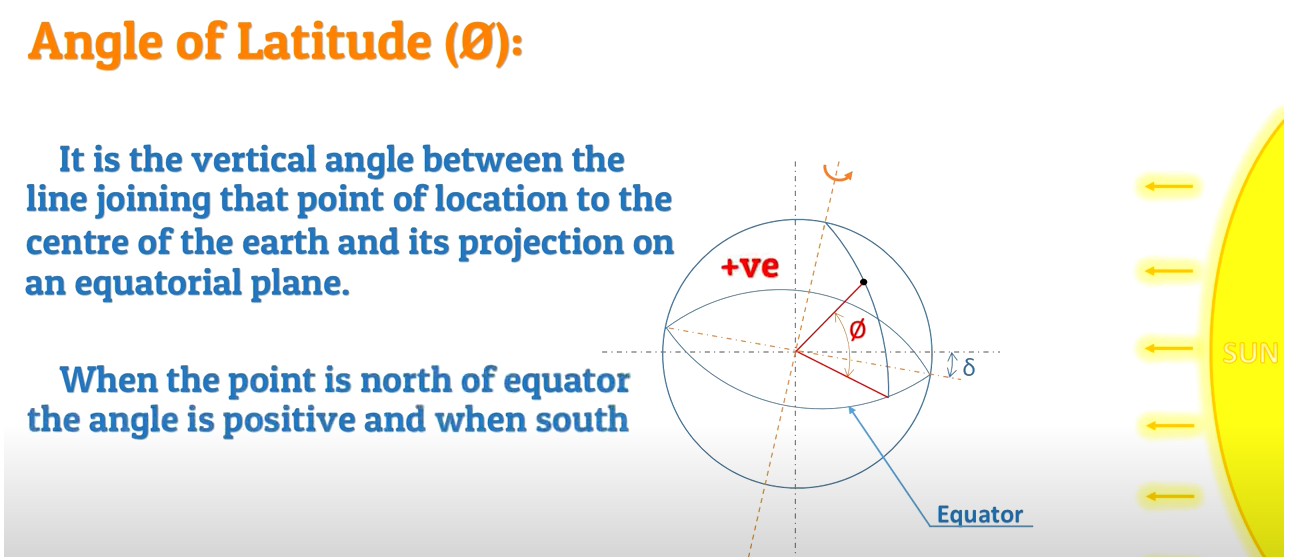 Angle of Latitude (Ø):
It is the vertical angle between the
line joining that point of location to the
centre of the earth and its projection on
an equatorial plane.
When the point is north of equator
the angle is positive and when south
+ve
Ø
δ
SUN
Equator